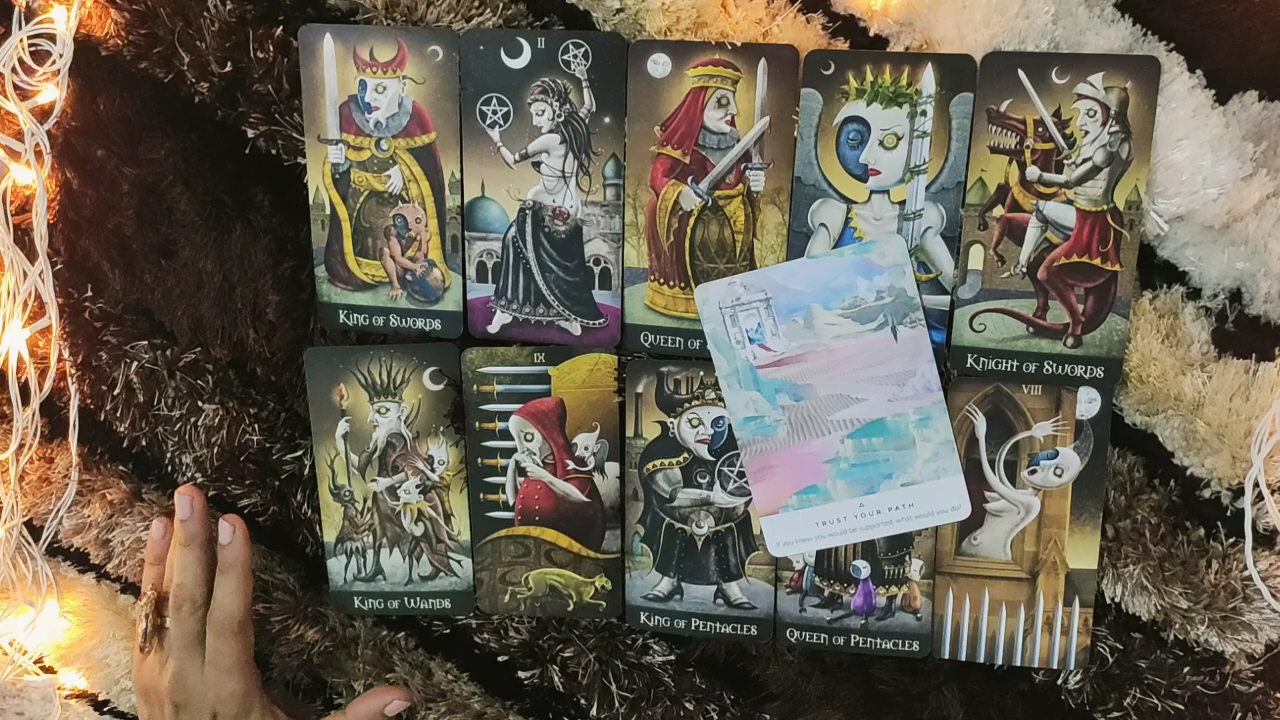 II
KING OF SWORDS
QUEEN OF
KNIGHT OF SWORDS
IX
VIII
KING OF WANDS
KING OF PENTACLES
QUEEN OF PENTACLES
TRUST YOUR PATH
If you knew you would be supported, what would you do?